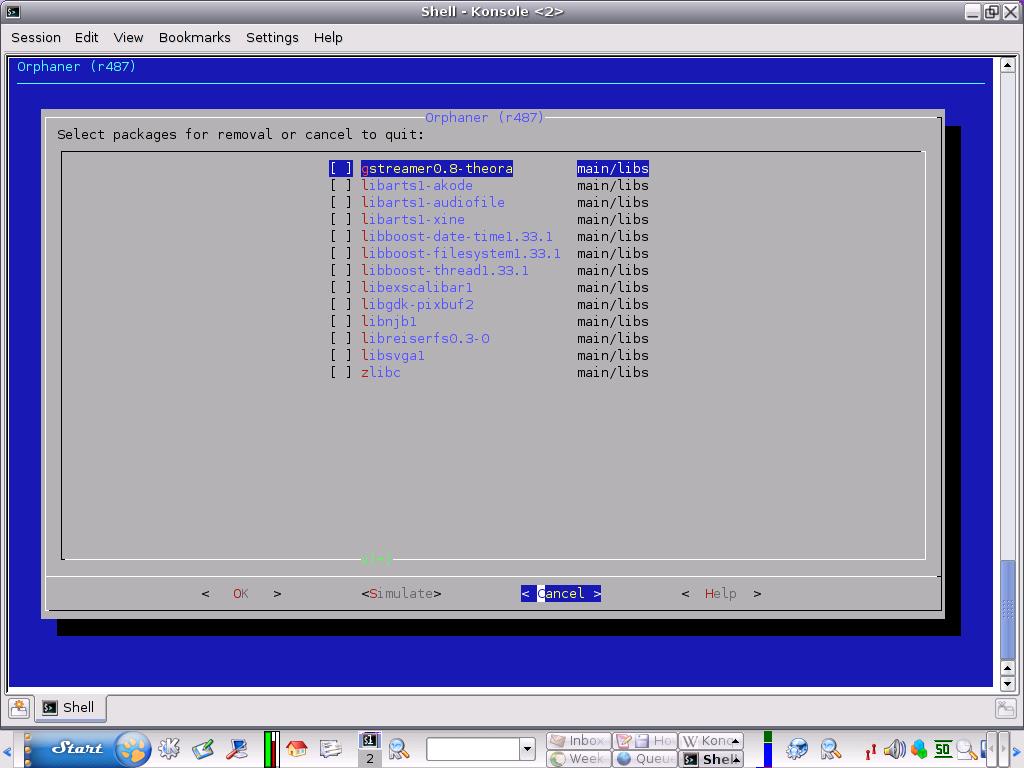 Shell - Konsole <2>
Session Edit View Bookmarks Settings Help
Orphaner (r487)
Orphaner (r487)
Select packages for removal or cancel to quit:
[ ] gstreamer0.8-theora main/libs
[ ] libarts1-akode main/libs
[ ] libarts1-audiofile main/libs
[ ] libarts1-xine main/libs
[ ] libboost-date-time1.33.1 main/libs
[ ] libboost-filesystem1.33.1 main/libs
[ ] libboost-thread1.33.1 main/libs
[ ] libexscalibar1 main/libs
[ ] libgdk-pixbuf2 main/libs
[ ] libnjb1 main/libs
[ ] libreiserfs0.3-0 main/libs
[ ] libsvga1 main/libs
[ ] zlibc main/libs
< OK > <Simulate> < Cancel > < Help >
Shell
Start 2 Inbox Ho Konq 50
Week Queue Shell